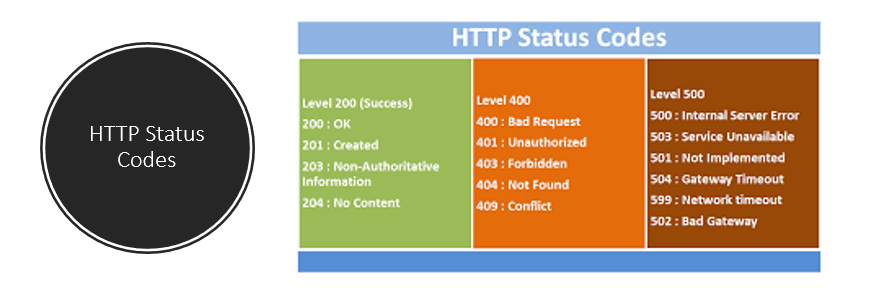 HTTP Status
Codes
HTTP Status Codes
Level 200 (Success)
200 : OK
201 : Created
203 : Non-Authoritative
Information
204 : No Content
Level 400
400 : Bad Request
401 : Unauthorized
403 : Forbidden
404 : Not Found
409 : Conflict
Level 500
500 : Internal Server Error
503 : Service Unavailable
501 : Not Implemented
504 : Gateway Timeout
599 : Network timeout
502 : Bad Gateway